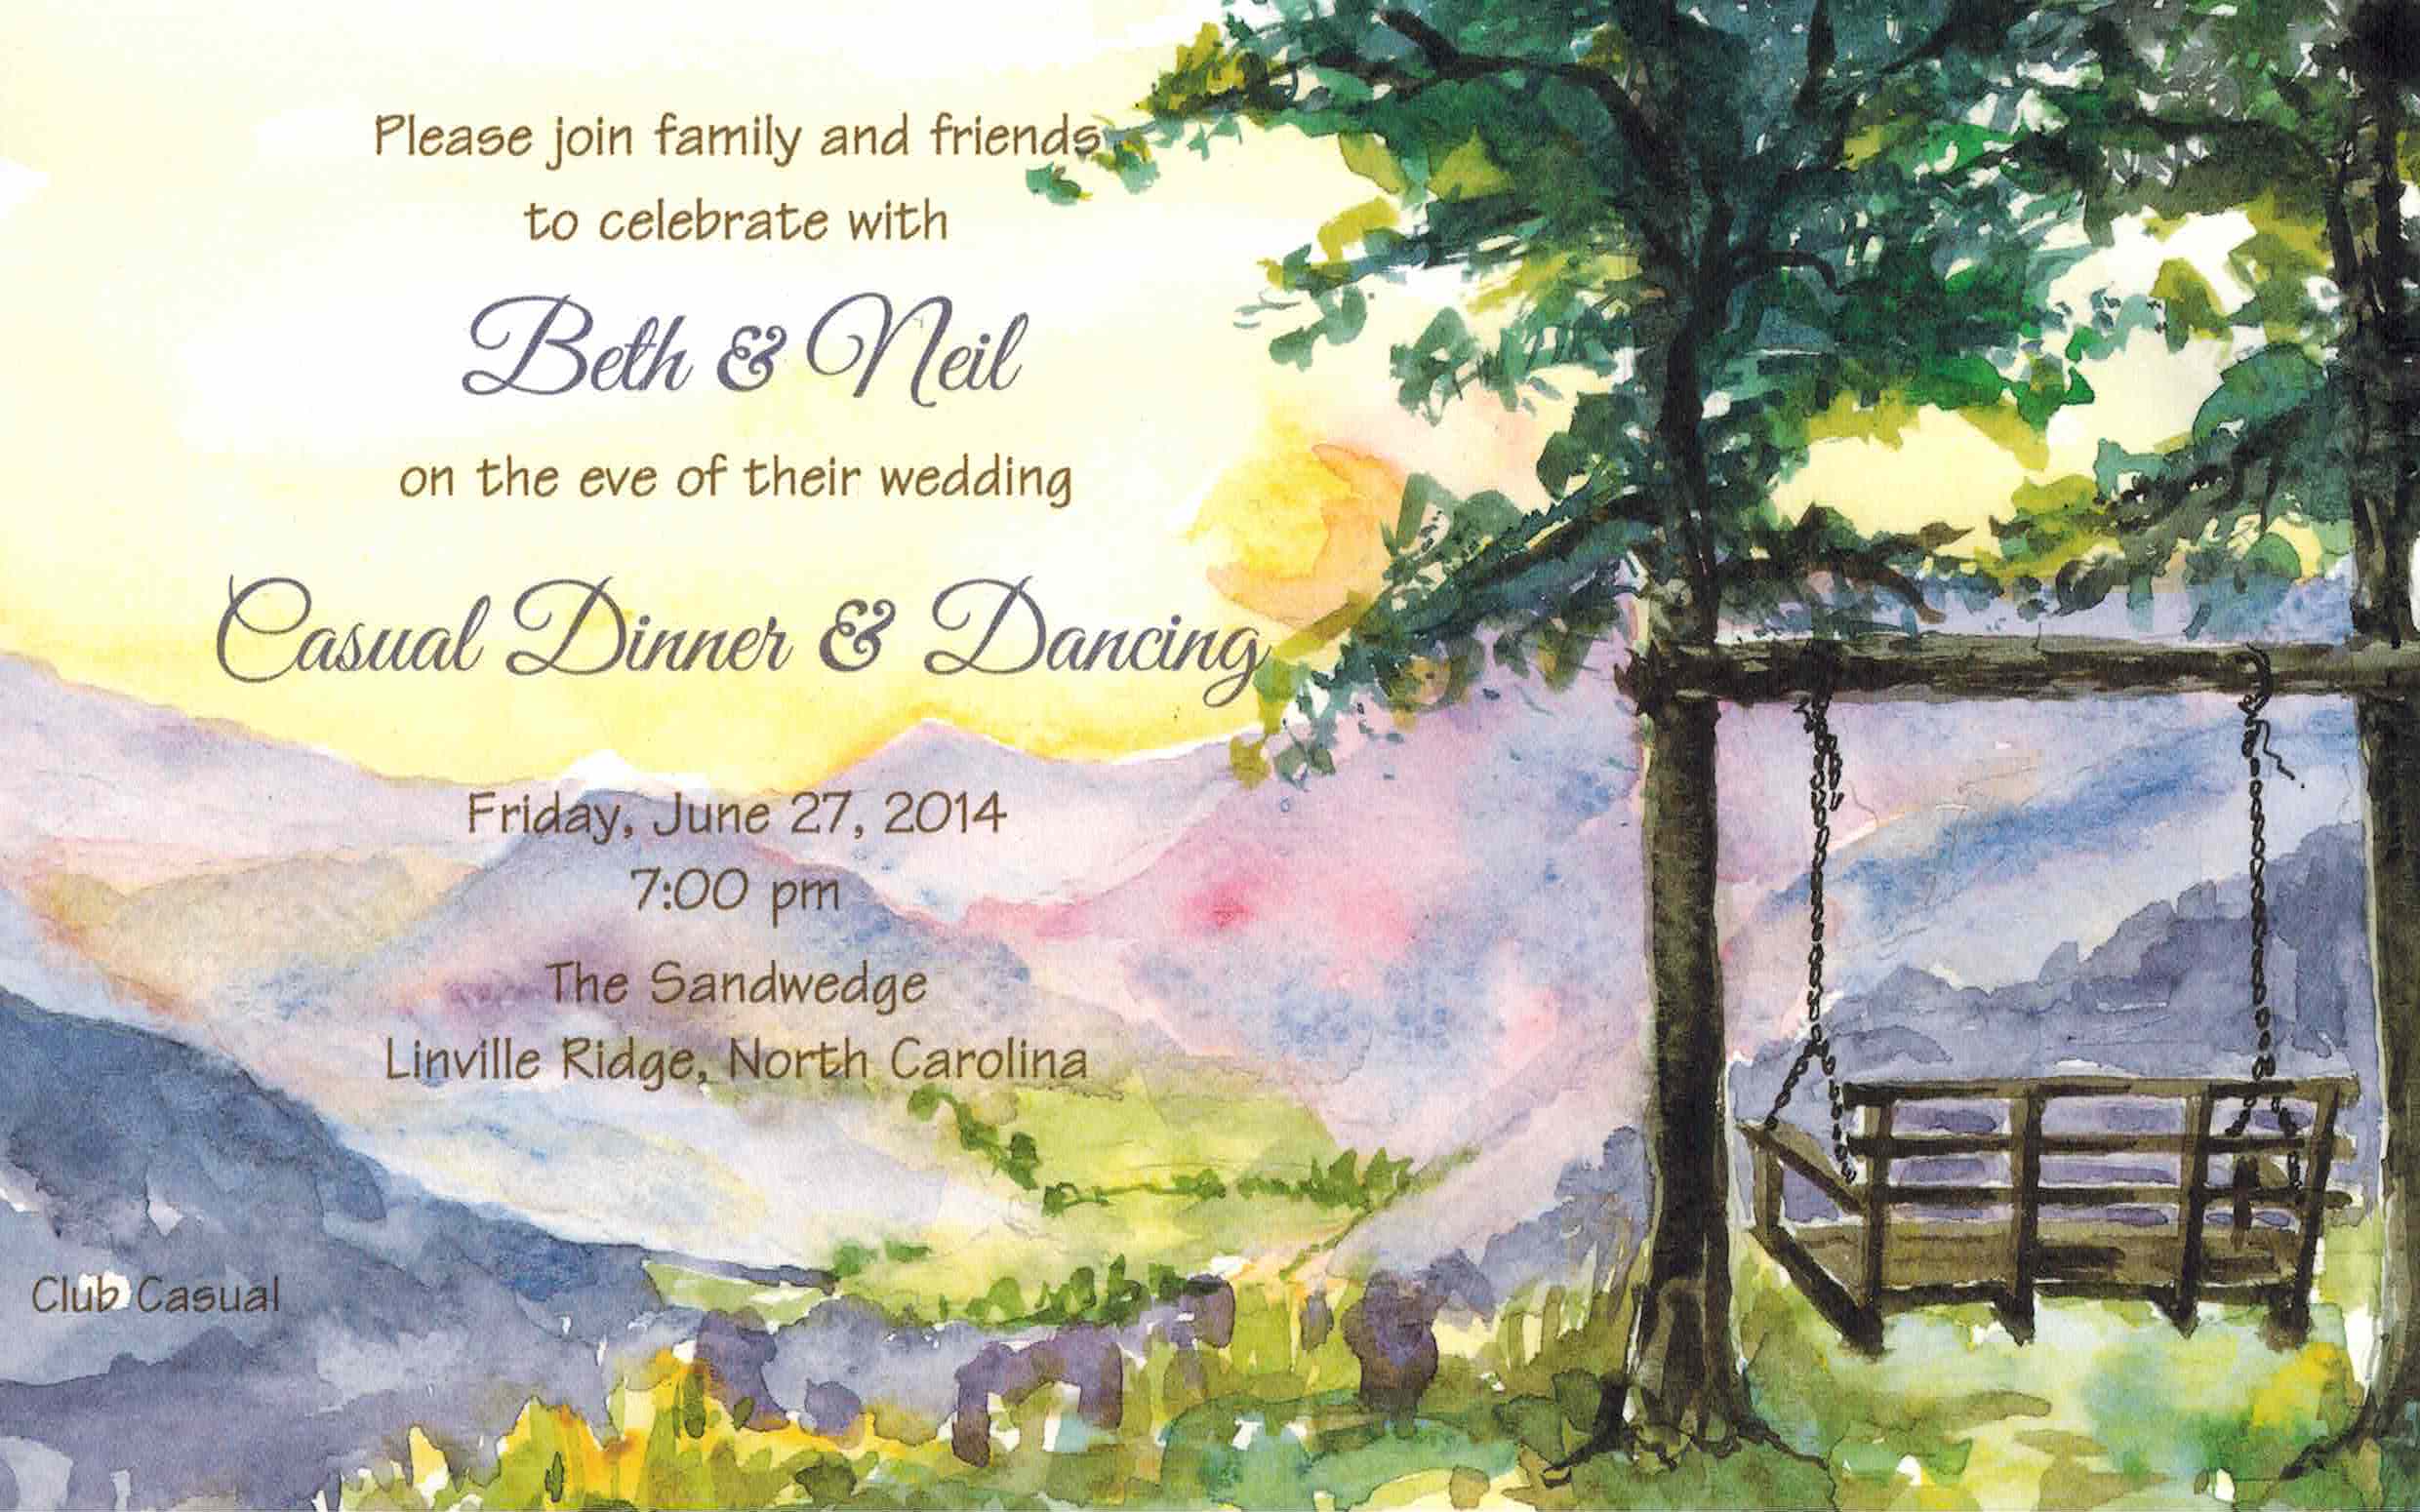 Please join family and friends
to celebrate with
Beth & Neil
on the eve of their wedding
Casual Dinner & Dancing
Friday, June 27, 2014
7:00 pm
The Sandwedge
Linville Ridge, North Carolina
Club Casual